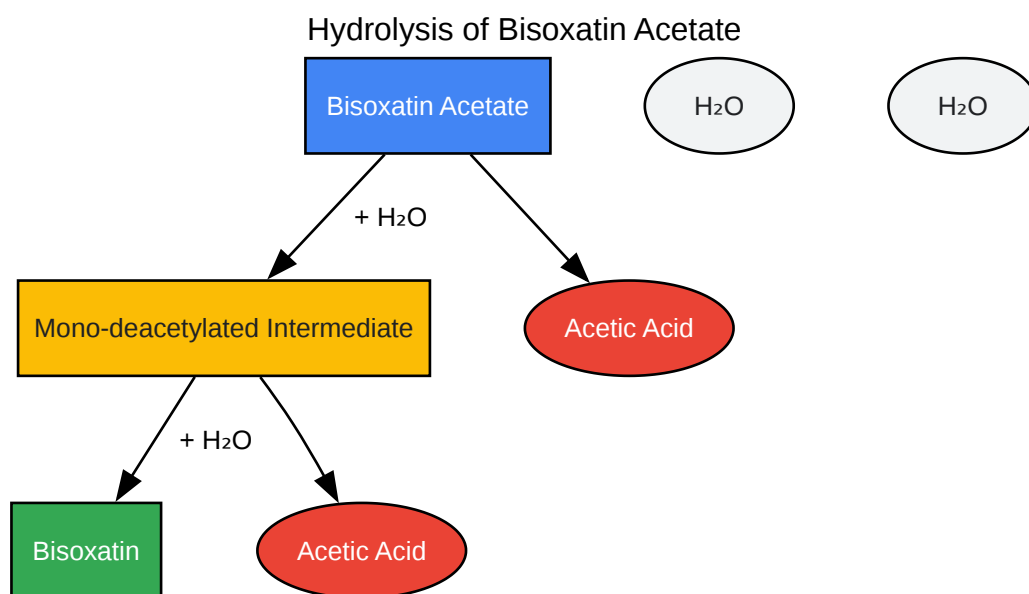 Hydrolysis of Bisoxatin Acetate
Bisoxatin Acetate
H₂O
H₂O
+ H₂O
Mono-deacetylated Intermediate
Acetic Acid
+ H₂O
Bisoxatin
Acetic Acid